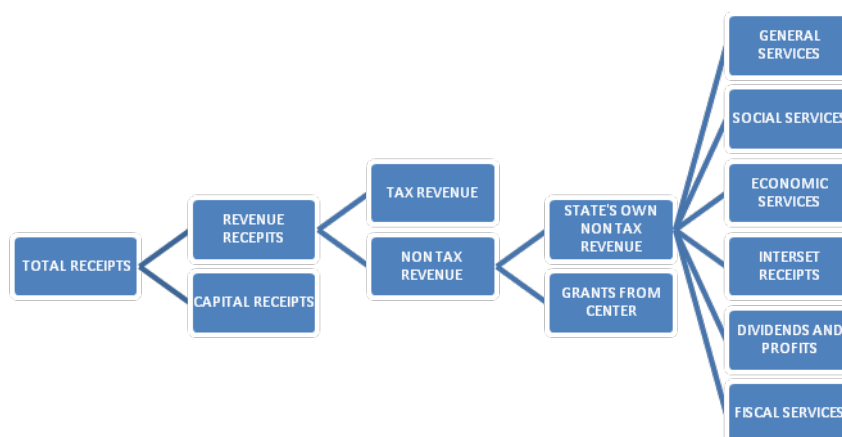 TOTAL RECEIPTS
REVENUE
RECEPITS
CAPITAL RECEIPTS
TAX REVENUE
NON TAX
REVENUE
STATE'S OWN
NON TAX
REVENUE
GRANTS FROM
CENTER
GENERAL
SERVICES
SOCIAL SERVICES
ECONOMIC
SERVICES
INTERSET
RECEIPTS
DIVIDENDS AND
PROFITS
FISCAL SERVICES